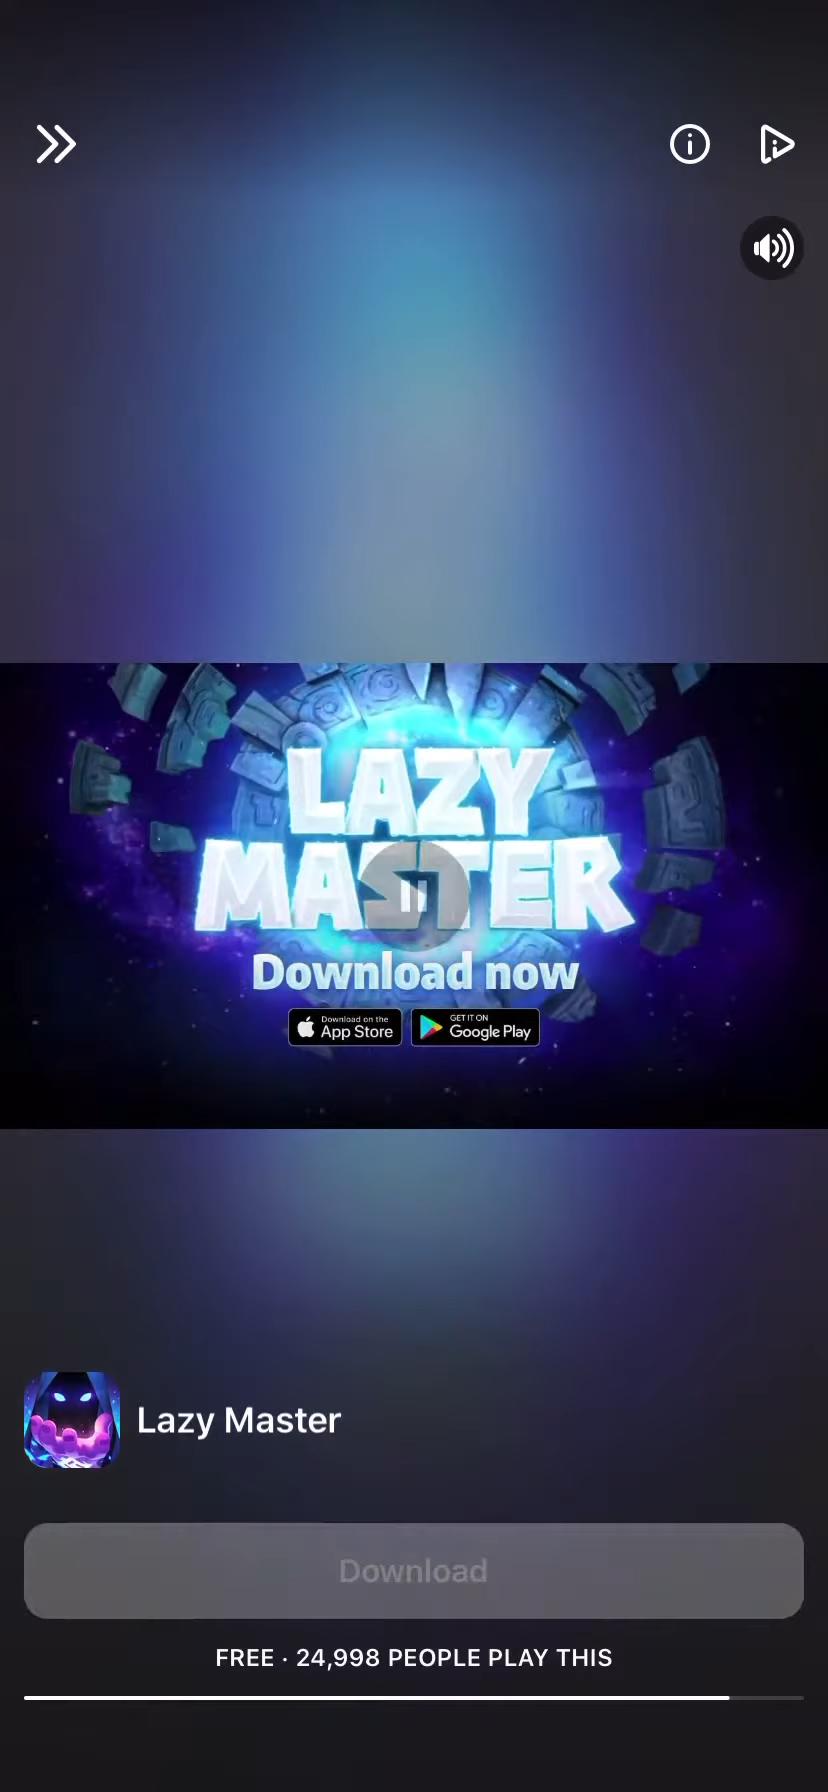 LAZY
MASTER
Download now
Download on the
App Store
GET IT ON
Google Play
Lazy Master
Download
FREE · 24,998 PEOPLE PLAY THIS